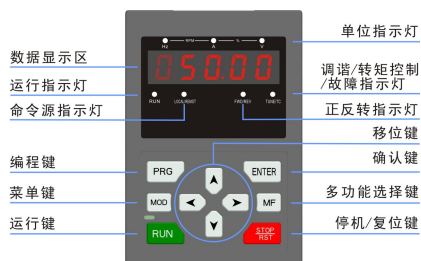 单位指示灯
RPM %
Hz A V
数据显示区
05000
运行指示灯
调谐/转矩控制
/故障指示灯
RUN LOCAL/REMOT FWD/REV TUNE/TC
命令源指示灯
正反转指示灯
移位键
编程键
PRG
ENTER
确认键
菜单键
MOD
MF
多功能选择键
运行键
RUN
STOP
RST
停机/复位键